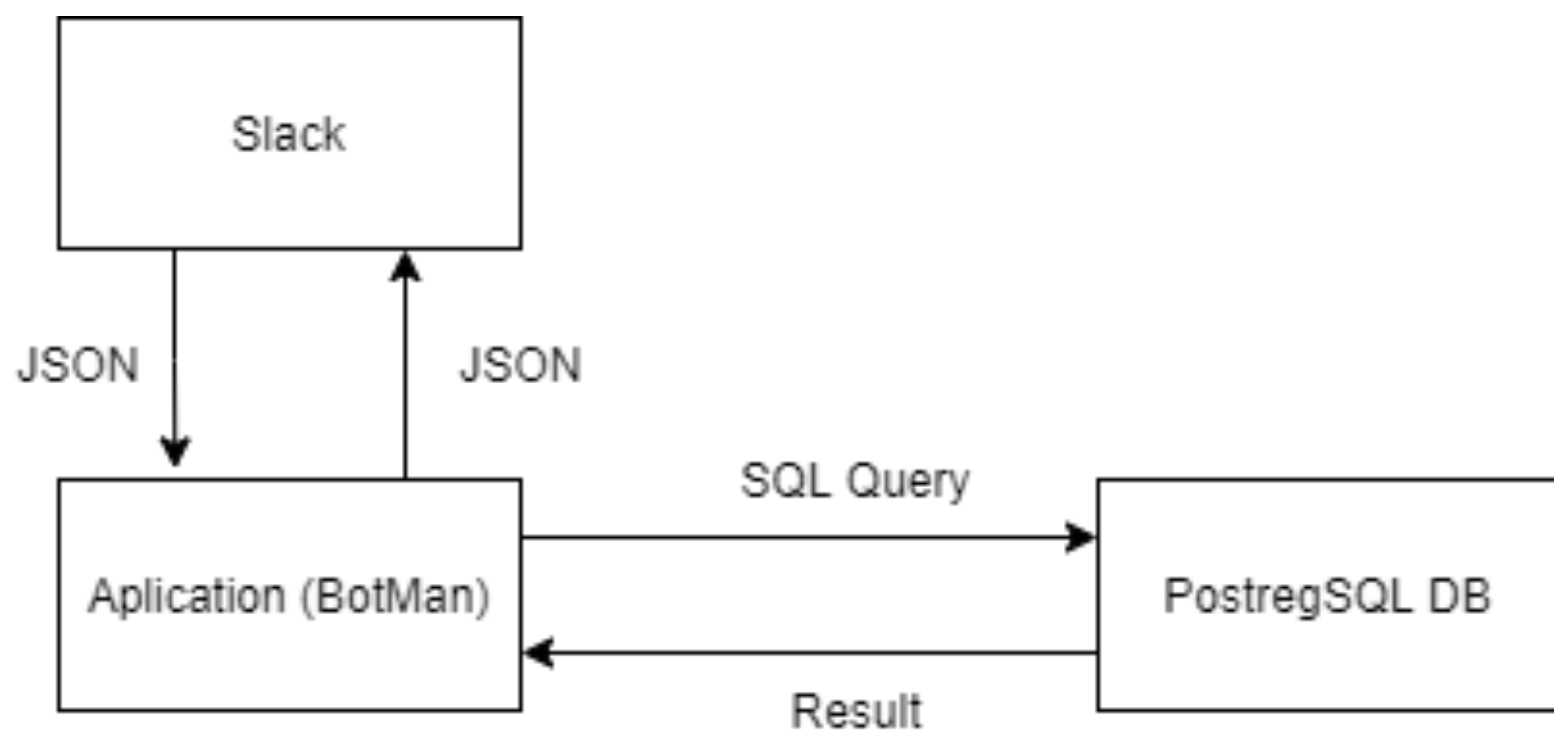 Slack
JSON
JSON
SQL Query
Aplication (BotMan)
PostregSQL DB
Result